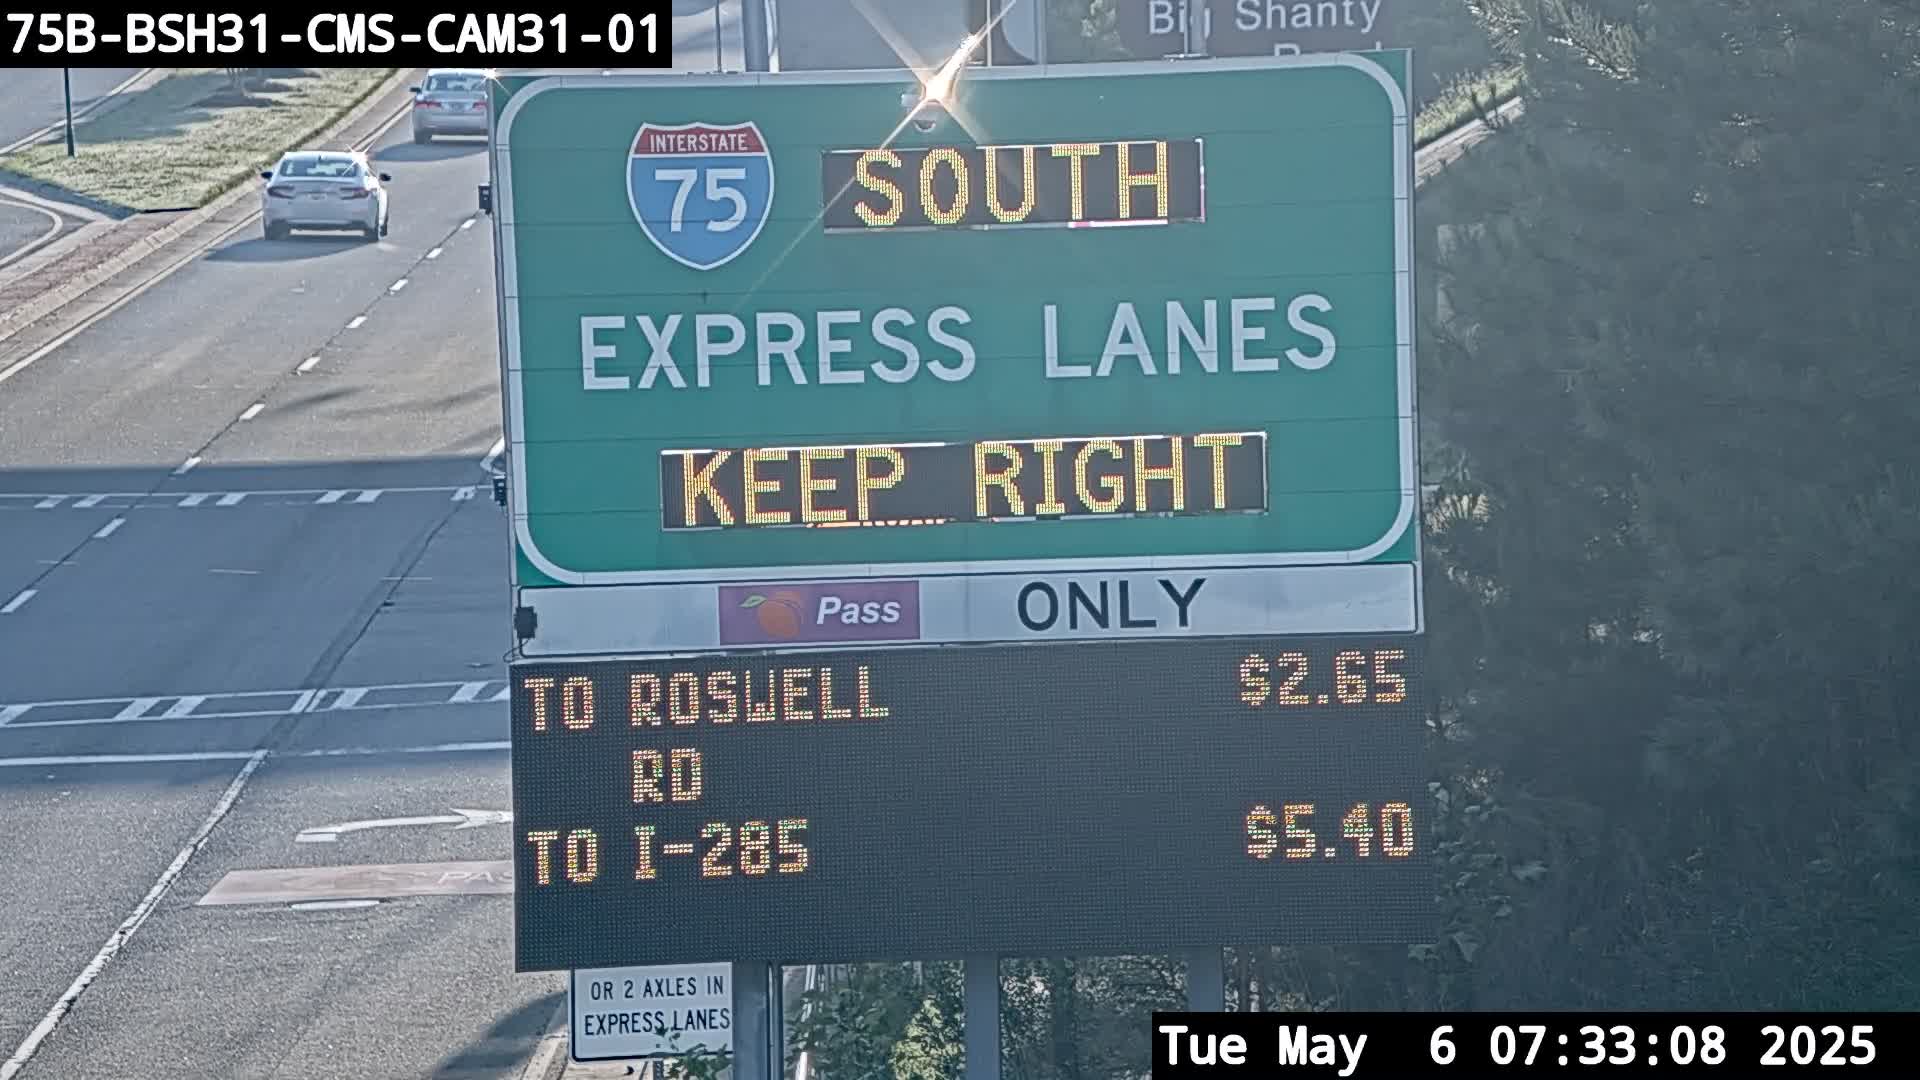 75B-BSH31-CMS-CAM31-01
Big Shanty
INTERSTATE
75
SOUTH
EXPRESS LANES
KEEP RIGHT
Pass
ONLY
TO ROSWELL $2.65
RD
TO I-285 $5.40
OR 2 AXLES IN
EXPRESS LANES
Tue May 6 07:33:08 2025